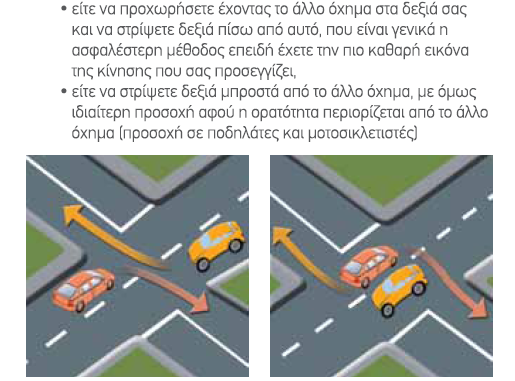 • είτε να προχωρήσετε έχοντας το άλλο όχημα στα δεξιά σας
και να στρίψετε δεξιά πίσω από αυτό, που είναι γενικά η
ασφαλέστερη μέθοδος επειδή έχετε την πιο καθαρή εικόνα
της κίνησης που σας προσεγγίζει,
• είτε να στρίψετε δεξιά μπροστά από το άλλο όχημα, με όμως
ιδιαίτερη προσοχή αφού η ορατότητα περιορίζεται από το άλλο
όχημα (προσοχή σε ποδηλάτες και μοτοσικλετιστές)